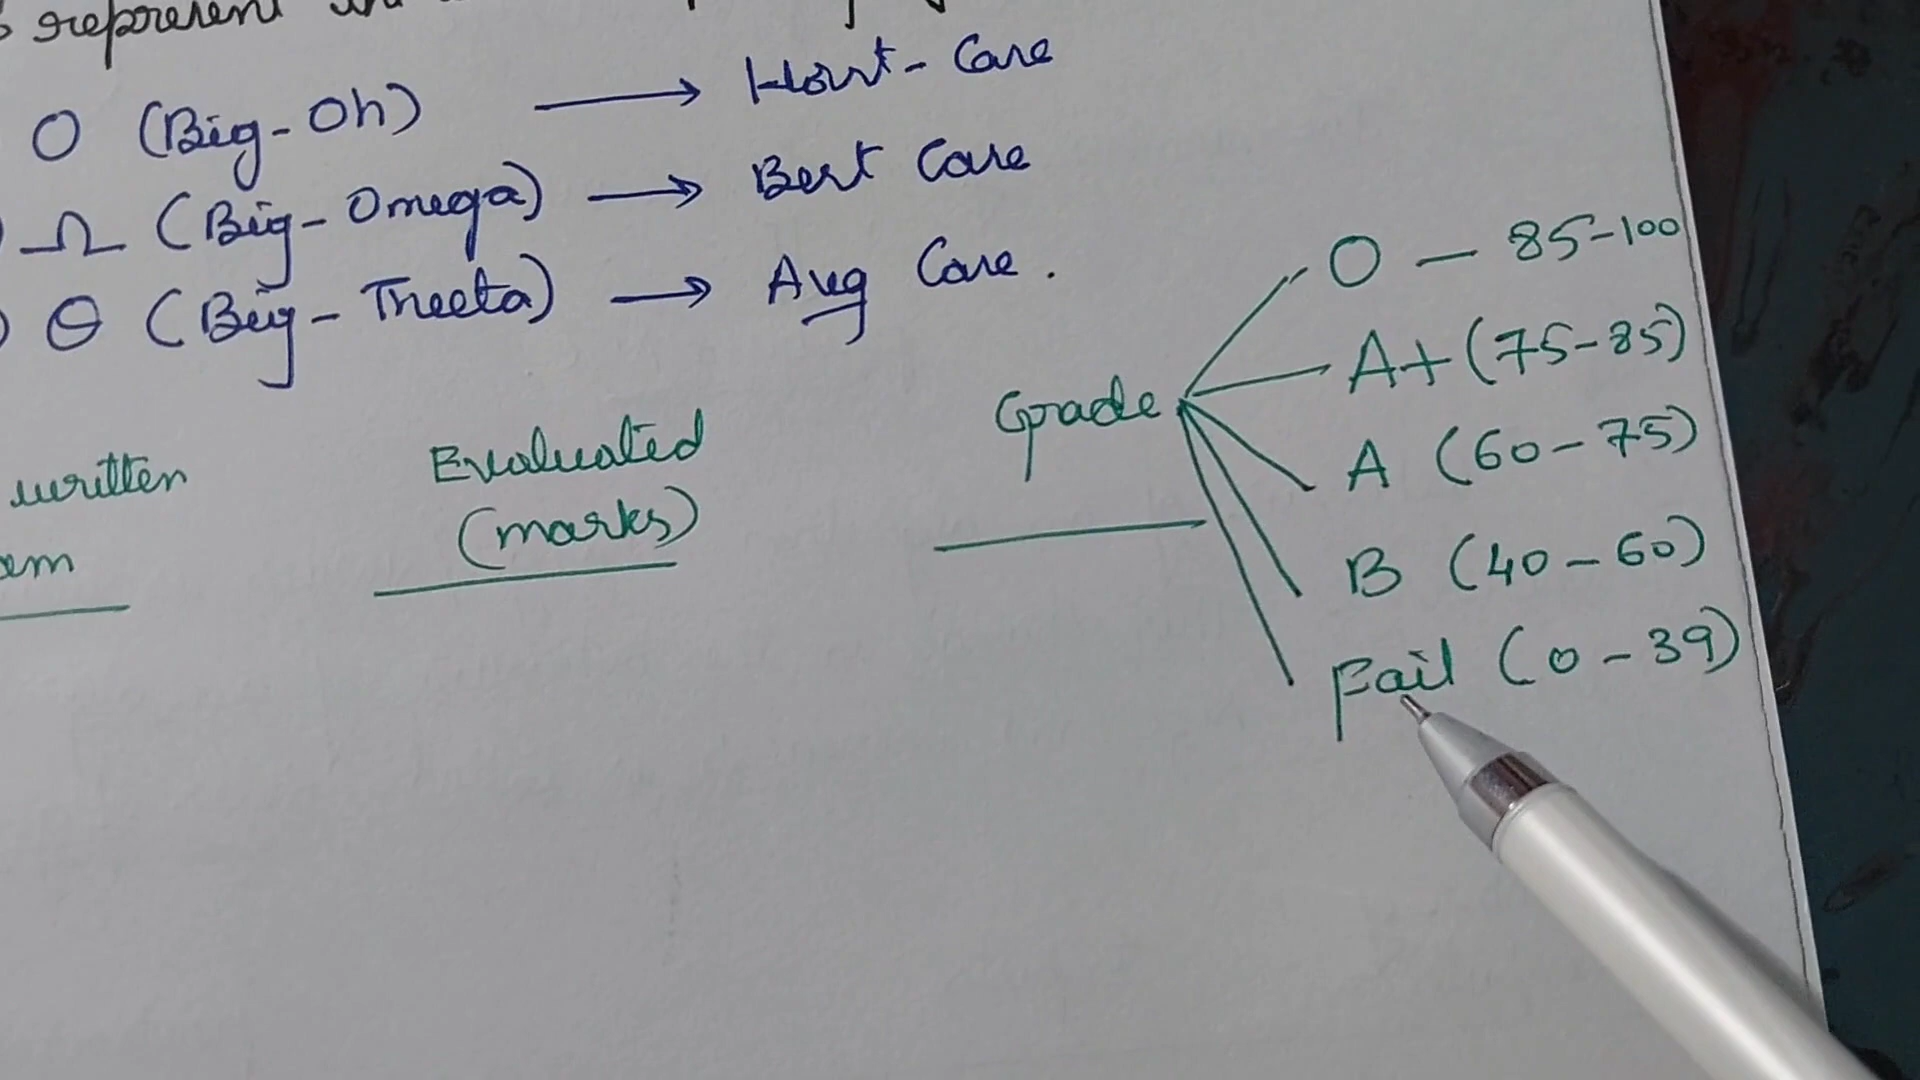 represent
O (Big-Oh) → Worst-Case
Ω (Big-Omega) → Best Case
θ (Big-Theeta) → Avg Case.
written
Evaluated
(marks)
Grade
O — 85-100
A+ (75-85)
A (60-75)
B (40-60)
Fail (0-39)